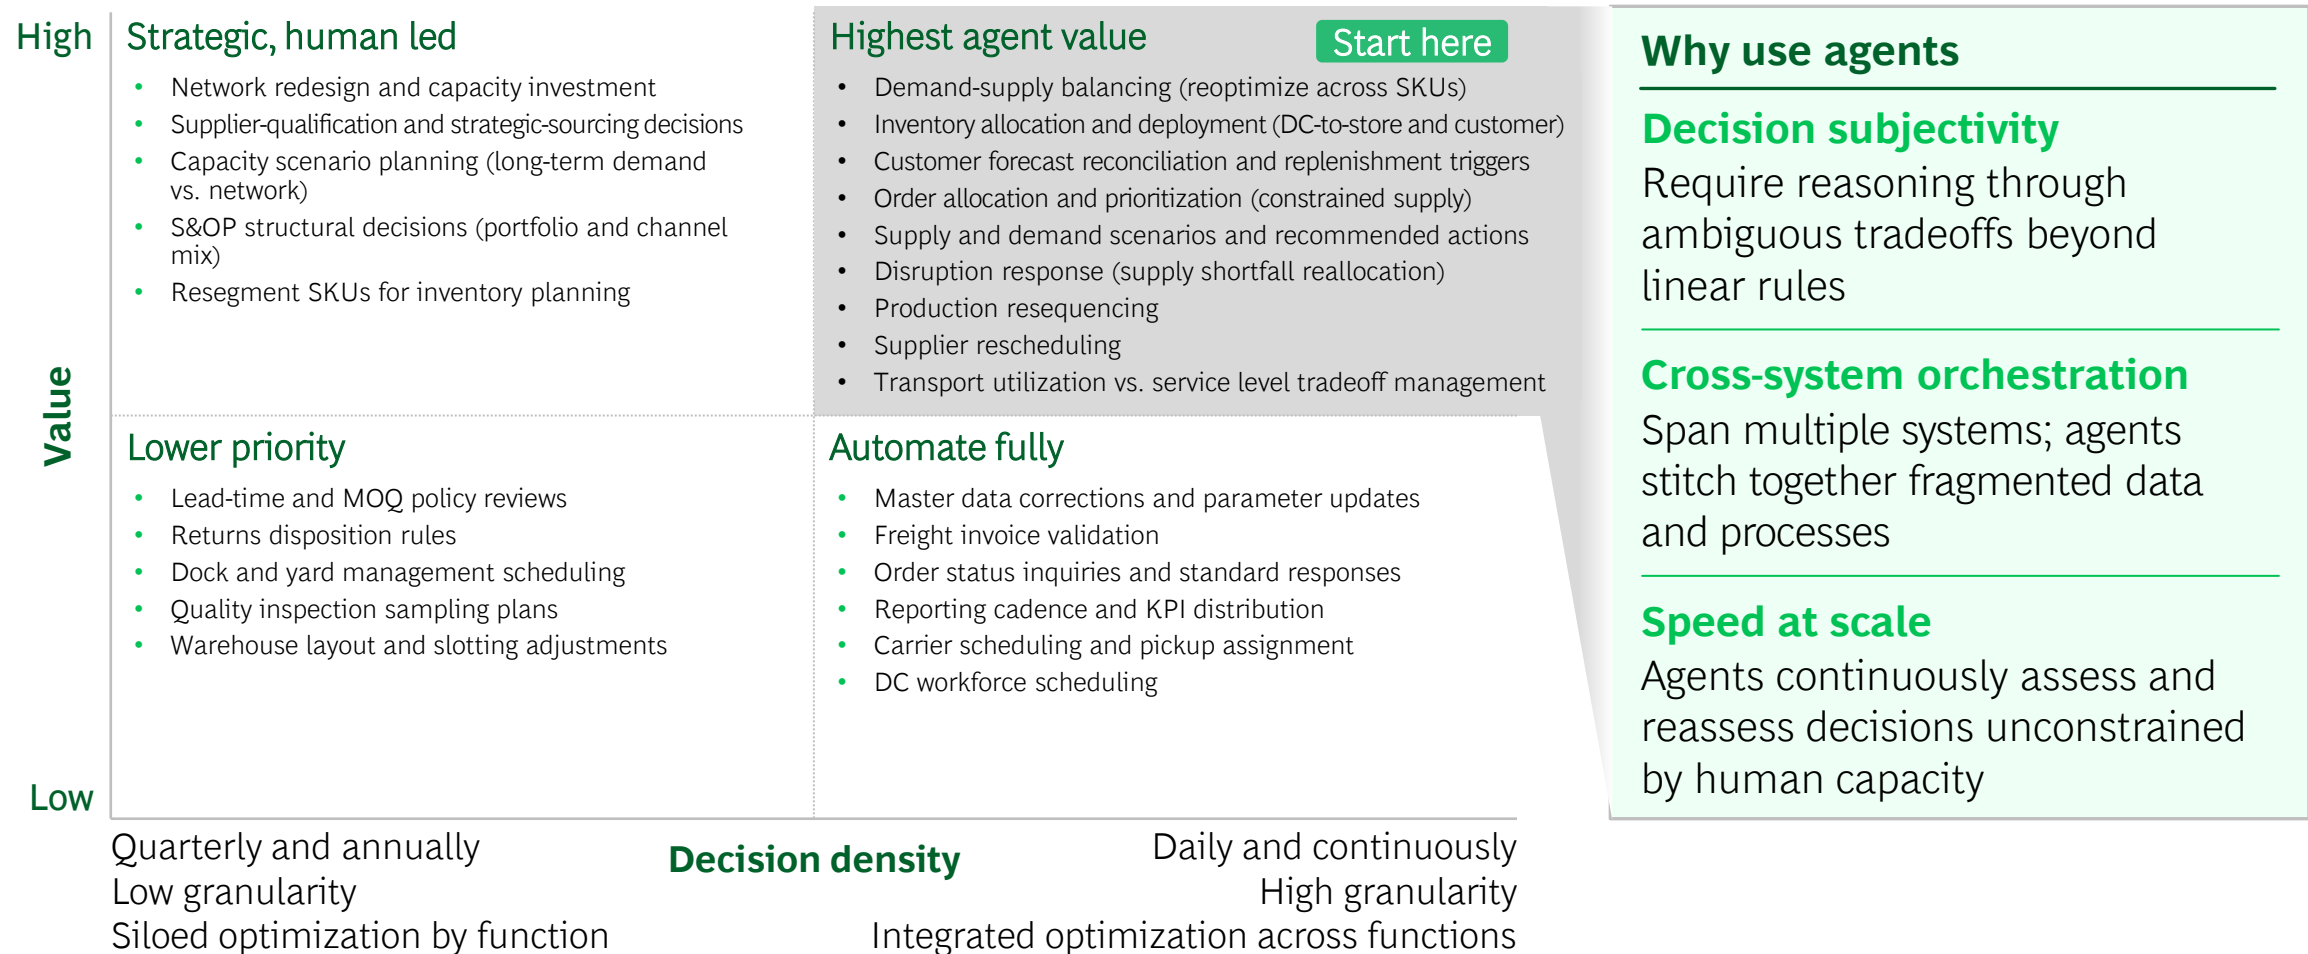 High
Strategic, human led
• Network redesign and capacity investment
• Supplier-qualification and strategic-sourcing decisions
• Capacity scenario planning (long-term demand
vs. network)
• S&OP structural decisions (portfolio and channel
mix)
• Resegment SKUs for inventory planning
Highest agent value
Start here
• Demand-supply balancing (reoptimize across SKUs)
• Inventory allocation and deployment (DC-to-store and customer)
• Customer forecast reconciliation and replenishment triggers
• Order allocation and prioritization (constrained supply)
• Supply and demand scenarios and recommended actions
• Disruption response (supply shortfall reallocation)
• Production resequencing
• Supplier rescheduling
• Transport utilization vs. service level tradeoff management
Value
Lower priority
• Lead-time and MOQ policy reviews
• Returns disposition rules
• Dock and yard management scheduling
• Quality inspection sampling plans
• Warehouse layout and slotting adjustments
Automate fully
• Master data corrections and parameter updates
• Freight invoice validation
• Order status inquiries and standard responses
• Reporting cadence and KPI distribution
• Carrier scheduling and pickup assignment
• DC workforce scheduling
Low
Quarterly and annually
Low granularity
Siloed optimization by function
Decision density
Daily and continuously
High granularity
Integrated optimization across functions
Why use agents
Decision subjectivity
Require reasoning through
ambiguous tradeoffs beyond
linear rules
Cross-system orchestration
Span multiple systems; agents
stitch together fragmented data
and processes
Speed at scale
Agents continuously assess and
reassess decisions unconstrained
by human capacity